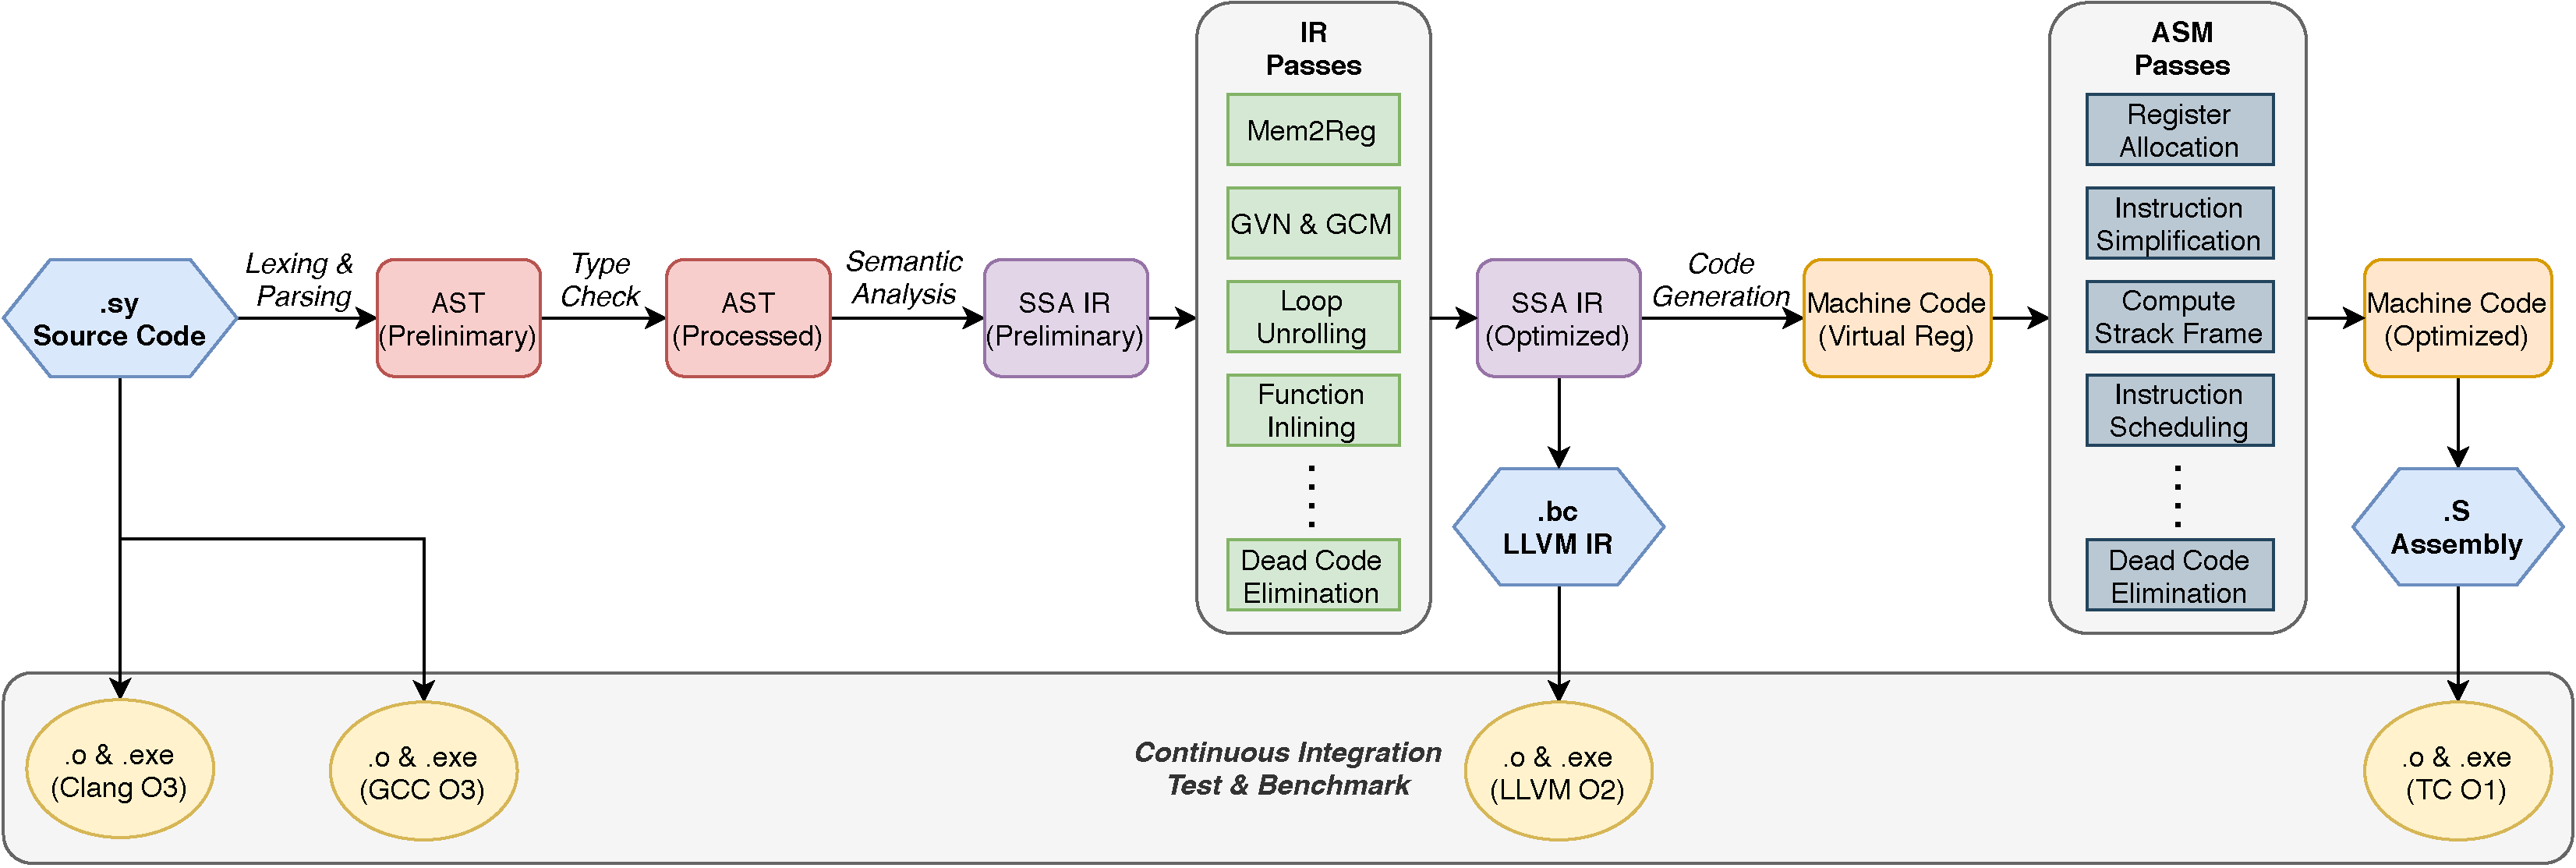 .sy
Source Code
Lexing &
Parsing
AST
(Prelinimary)
Type
Check
AST
(Processed)
Semantic
Analysis
SSA IR
(Preliminary)
IR
Passes
Mem2Reg
GVN & GCM
Loop
Unrolling
Function
Inlining
Dead Code
Elimination
SSA IR
(Optimized)
Code
Generation
Machine Code
(Virtual Reg)
ASM
Passes
Register
Allocation
Instruction
Simplification
Compute
Strack Frame
Instruction
Scheduling
Dead Code
Elimination
Machine Code
(Optimized)
.bc
LLVM IR
.S
Assembly
.o & .exe
(Clang O3)
.o & .exe
(GCC O3)
Continuous Integration
Test & Benchmark
.o & .exe
(LLVM O2)
.o & .exe
(TC O1)